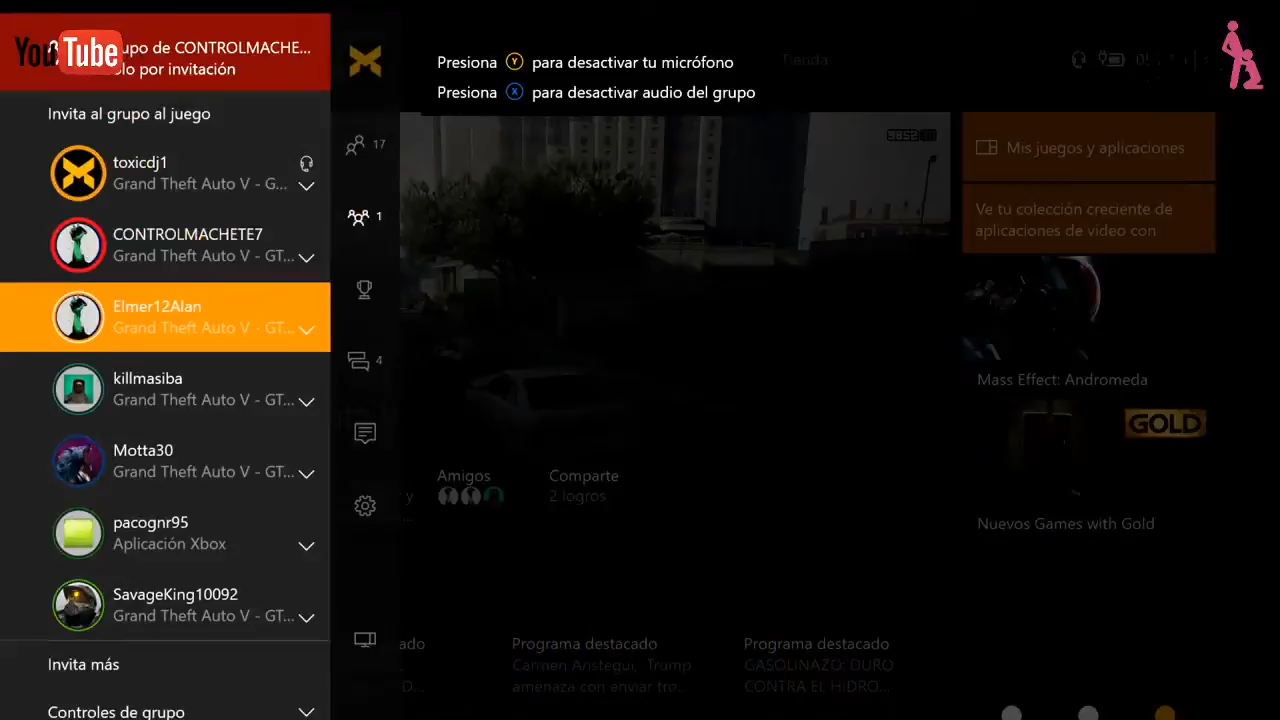 YouTube
upo de CONTROLMACHE...
lo por invitación
Invita al grupo al juego
toxicdj1
Grand Theft Auto V - G...
CONTROLMACHETE7
Grand Theft Auto V - GT...
Elmer12Alan
Grand Theft Auto V - GT...
killmasiba
Grand Theft Auto V - GT...
Motta30
Grand Theft Auto V - GT...
pacognr95
Aplicación Xbox
SavageKing10092
Grand Theft Auto V - GT...
Invita más
Controles de grupo
17
1
4
Presiona Y para desactivar tu micrófono
Presiona X para desactivar audio del grupo
Tienda
Mis juegos y aplicaciones
Ve tu colección creciente de
aplicaciones de video con
Mass Effect: Andromeda
GOLD
Nuevos Games with Gold
Amigos
Comparte
2 logros
y
...
ado
D...
Programa destacado
Carmen Aristegui, Trump
amenaza con enviar tro...
Programa destacado
GASOLINAZO: DURO
CONTRA EL HIDRO...